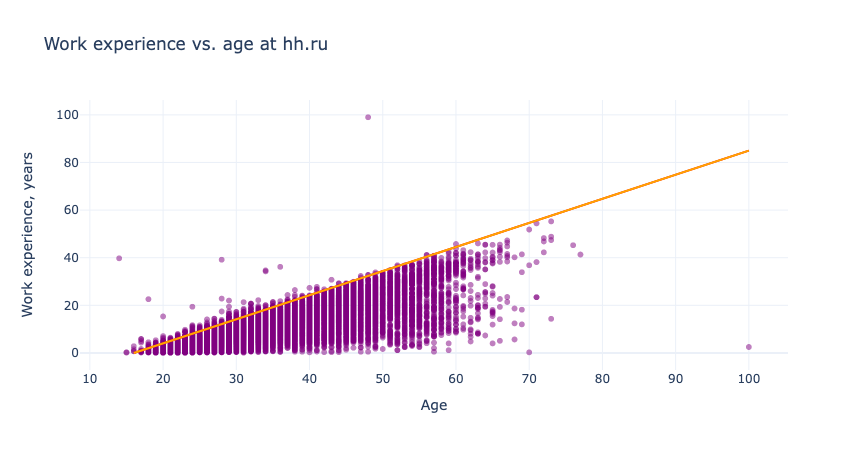 Work experience vs. age at hh.ru
Work experience, years
100
80
60
40
20
0
10 20 30 40 50 60 70 80 90 100
Age